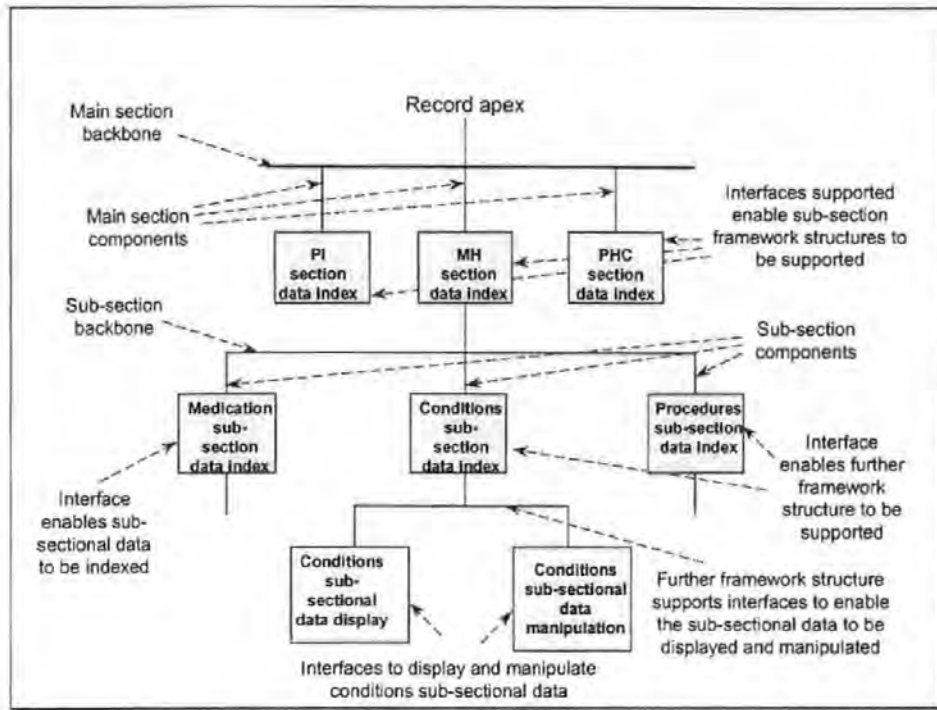 Record apex
Main section
backbone
Main section
components
Interfaces supported
enable sub-section
framework structures to
be supported
PI
section
data index
MH
section
data index
PHC
section
data index
Sub-section
backbone
Sub-section
components
Medication
sub-
section
data index
Conditions
sub-
section
data index
Procedures
sub-section
data index
Interface
enables sub-
sectional data
to be indexed
Interface
enables further
framework
structure to be
supported
Conditions
sub-
sectional
data display
Conditions
sub-sectional
data
manipulation
Further framework structure
supports interfaces to enable
the sub-sectional data to be
displayed and manipulated
Interfaces to display and manipulate
conditions sub-sectional data